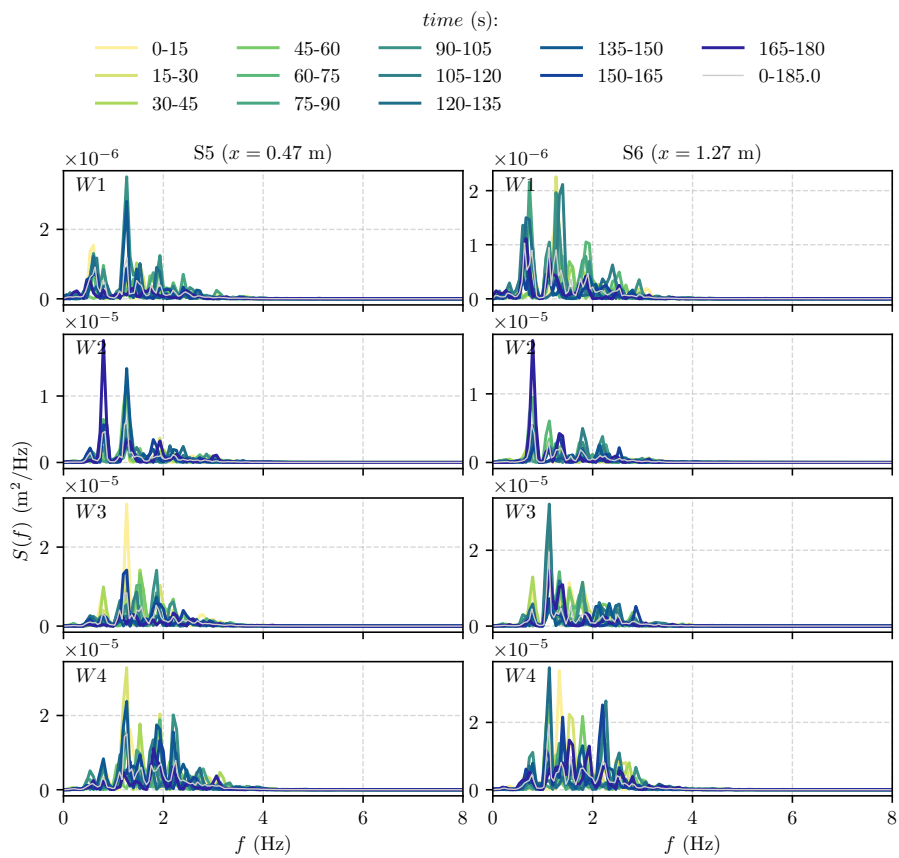 time (s):
0-15 45-60 90-105 135-150 165-180
15-30 60-75 105-120 150-165 0-185.0
30-45 75-90 120-135
S5 (x = 0.47 m) S6 (x = 1.27 m)
×10⁻⁶ ×10⁻⁶
W1 W1
2 2
1
0 0
×10⁻⁵ ×10⁻⁵
W2 W2
1 1
0 0
×10⁻⁵ ×10⁻⁵
W3 W3
2 2
0 0
S(f) (m²/Hz)
×10⁻⁵ ×10⁻⁵
W4 W4
2 2
0 0
0 2 4 6 8 0 2 4 6 8
f (Hz) f (Hz)